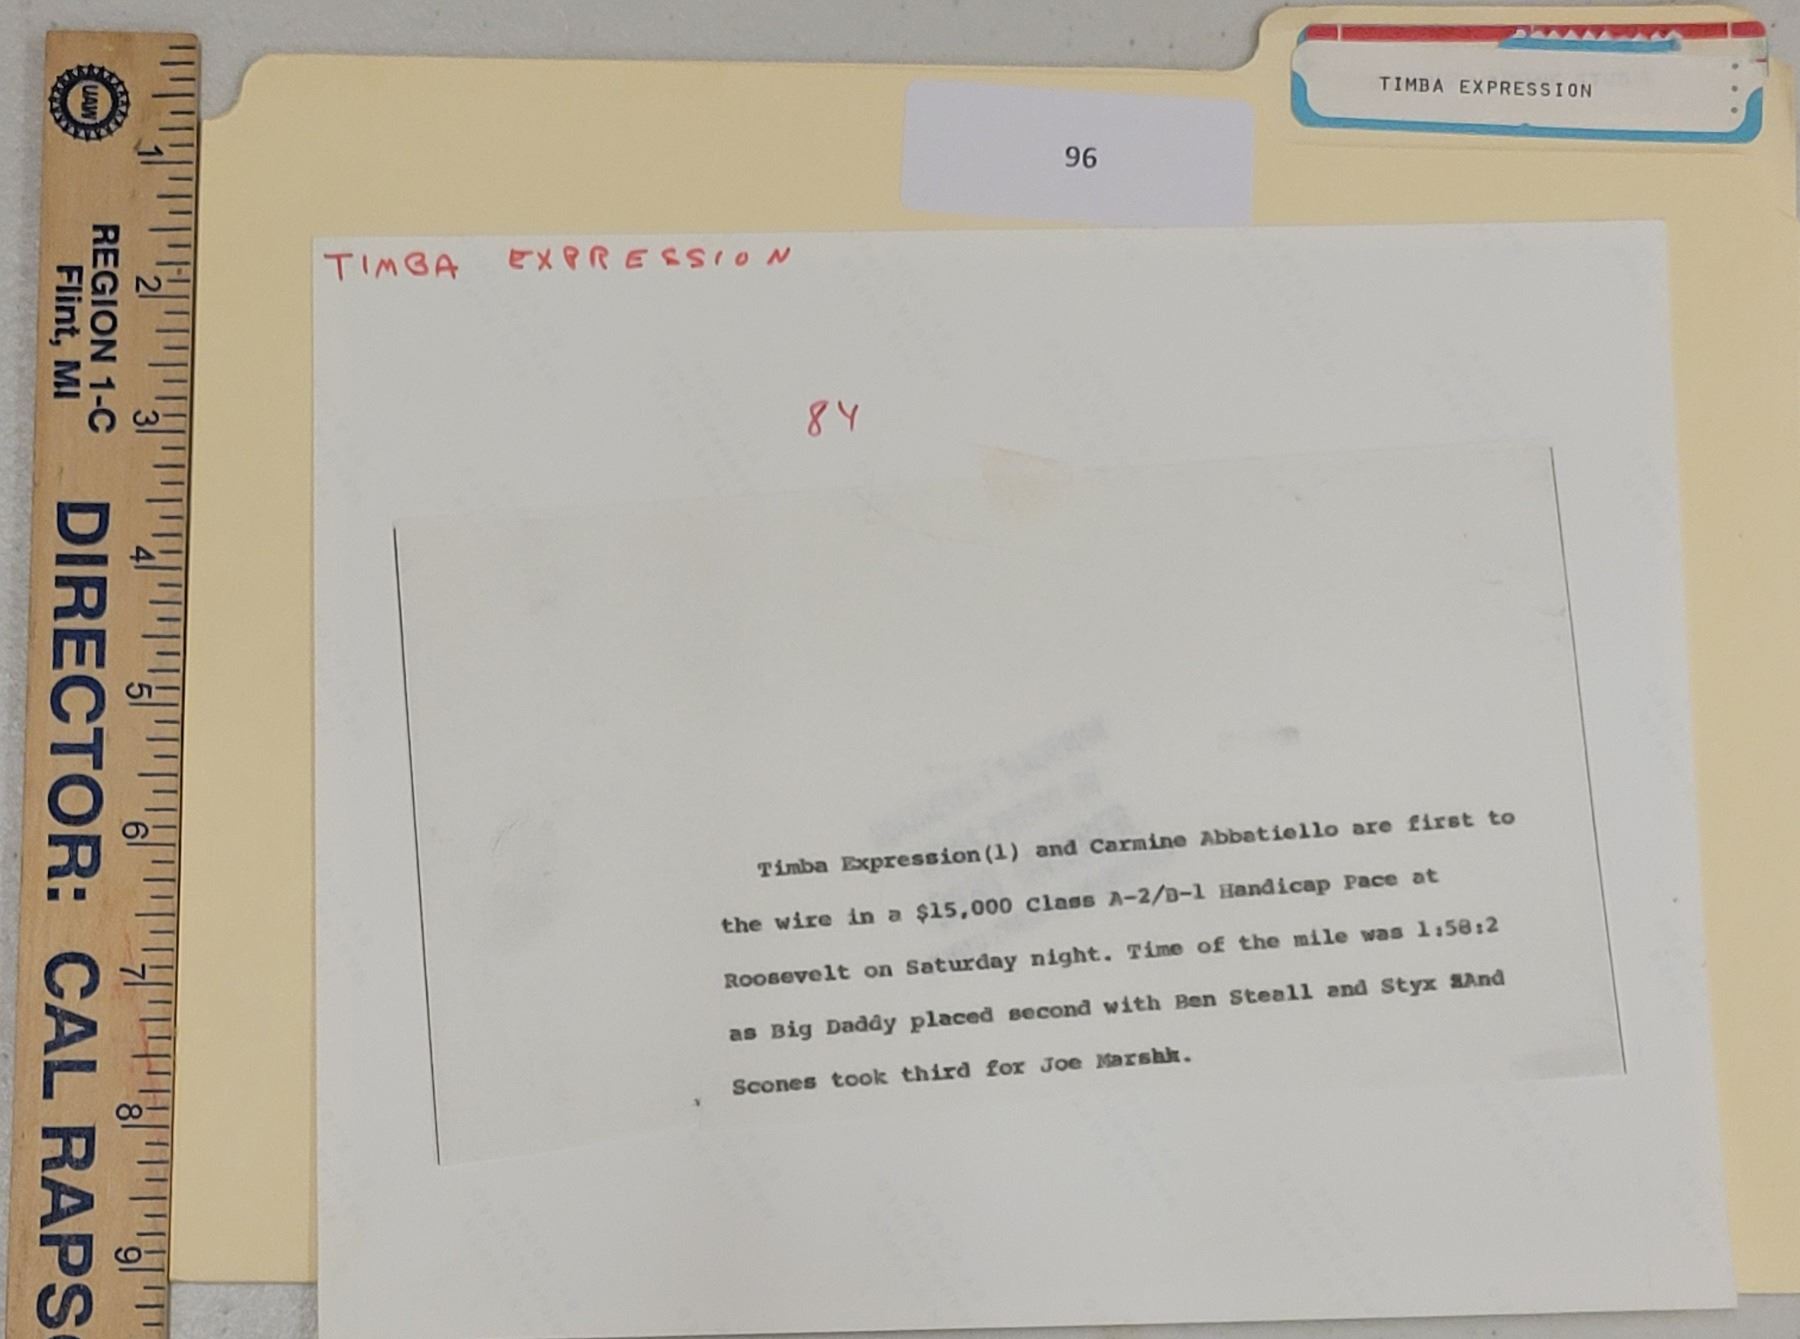 TIMBA EXPRESSION
96
TIMBA EXPRESSION
84
Timba Expression(1) and Carmine Abbatiello are first to
the wire in a $15,000 Class A-2/B-1 Handicap Pace at
Roosevelt on Saturday night. Time of the mile was 1:58:2
as Big Daddy placed second with Ben Steall and Styx And
Scones took third for Joe Marshk.
UAW
REGION 1-C
Flint, MI
DIRECTOR: CAL RAPS
1 2 3 4 5 6 7 8 9